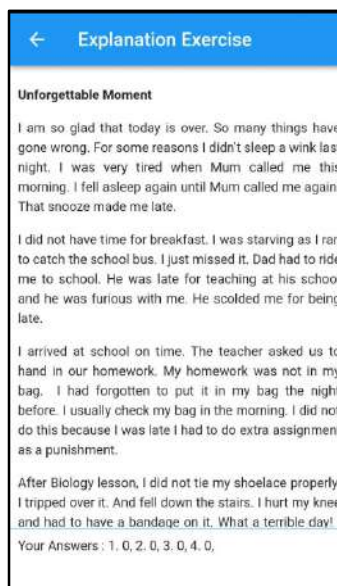 Explanation Exercise
Unforgettable Moment
I am so glad that today is over. So many things have
gone wrong. For some reasons I didn't sleep a wink last
night. I was very tired when Mum called me this
morning. I fell asleep again until Mum called me again
That snooze made me late.
I did not have time for breakfast. I was starving as I ran
to catch the school bus. I just missed it. Dad had to ride
me to school. He was late for teaching at his school
and he was furious with me. He scolded me for being
late.
I arrived at school on time. The teacher asked us to
hand in our homework. My homework was not in my
bag. I had forgotten to put it in my bag the night
before. I usually check my bag in the morning. I did not
do this because I was late I had to do extra assignment
as a punishment.
After Biology lesson, I did not tie my shoelace properly
I tripped over it. And fell down the stairs. I hurt my knee
and had to have a bandage on it. What a terrible day!
Your Answers : 1. 0, 2. 0, 3. 0, 4. 0,